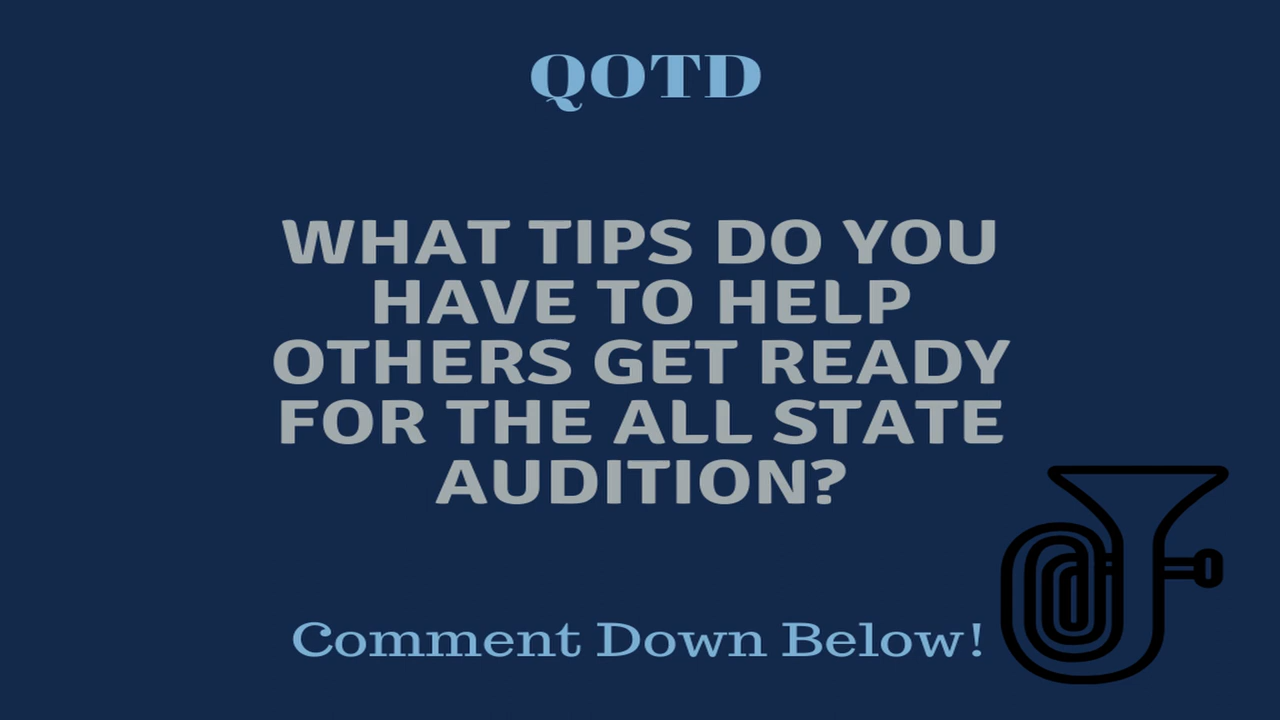 QOTD
WHAT TIPS DO YOU
HAVE TO HELP
OTHERS GET READY
FOR THE ALL STATE
AUDITION?
Comment Down Below!